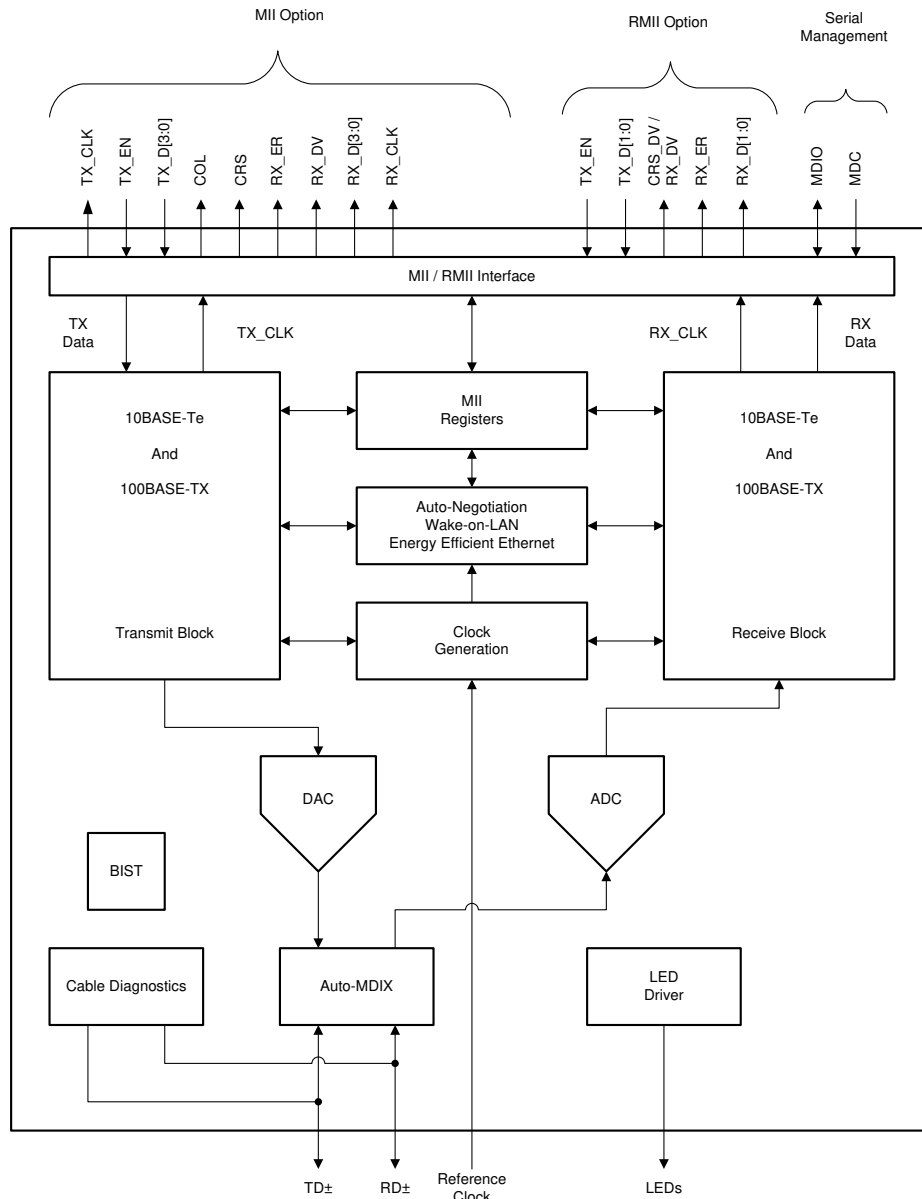 MII Option
RMII Option
Serial
Management
TX_CLK
TX_EN
TX_D[3:0]
COL
CRS
RX_ER
RX_DV
RX_D[3:0]
RX_CLK
TX_EN
TX_D[1:0]
CRS_DV /
RX_DV
RX_ER
RX_D[1:0]
MDIO
MDC
MII / RMII Interface
TX
Data
TX_CLK
RX_CLK
RX
Data
10BASE-Te
And
100BASE-TX
Transmit Block
MII
Registers
Auto-Negotiation
Wake-on-LAN
Energy Efficient Ethernet
Clock
Generation
10BASE-Te
And
100BASE-TX
Receive Block
DAC
ADC
BIST
Cable Diagnostics
Auto-MDIX
LED
Driver
TD±
RD±
Reference
Clock
LEDs